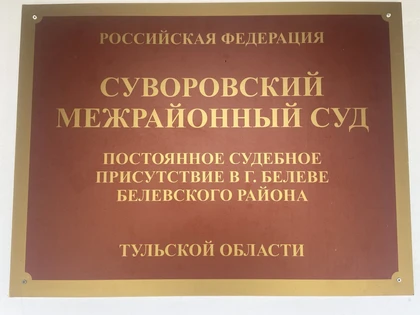 РОССИЙСКАЯ ФЕДЕРАЦИЯ
СУВОРОВСКИЙ
МЕЖРАЙОННЫЙ СУД
ПОСТОЯННОЕ СУДЕБНОЕ
ПРИСУТСТВИЕ В Г. БЕЛЕВЕ
БЕЛЕВСКОГО РАЙОНА
ТУЛЬСКОЙ ОБЛАСТИ